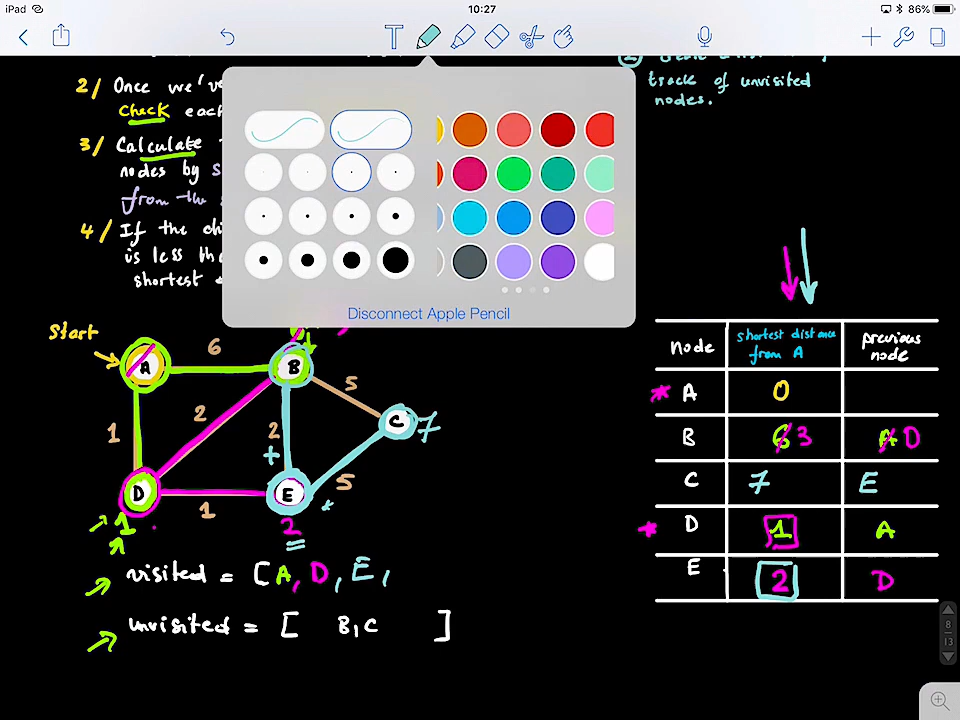 iPad
10:27
86%
T
track of unvisited
nodes.
2/ Once we've
check each
3/ Calculate
nodes by
from the
4/ If the
is less
shortest
Disconnect Apple Pencil
Start
A
6
B
5
C
7
1
2
2
+
5
D
1
E
1
2
=
visited = [A, D, E,
unvisited = [ B, C ]
Node
shortest distance
from A
previous
node
* A
0
B
6 3
A D
C
7
E
* D
1
A
E
2
D
8
13